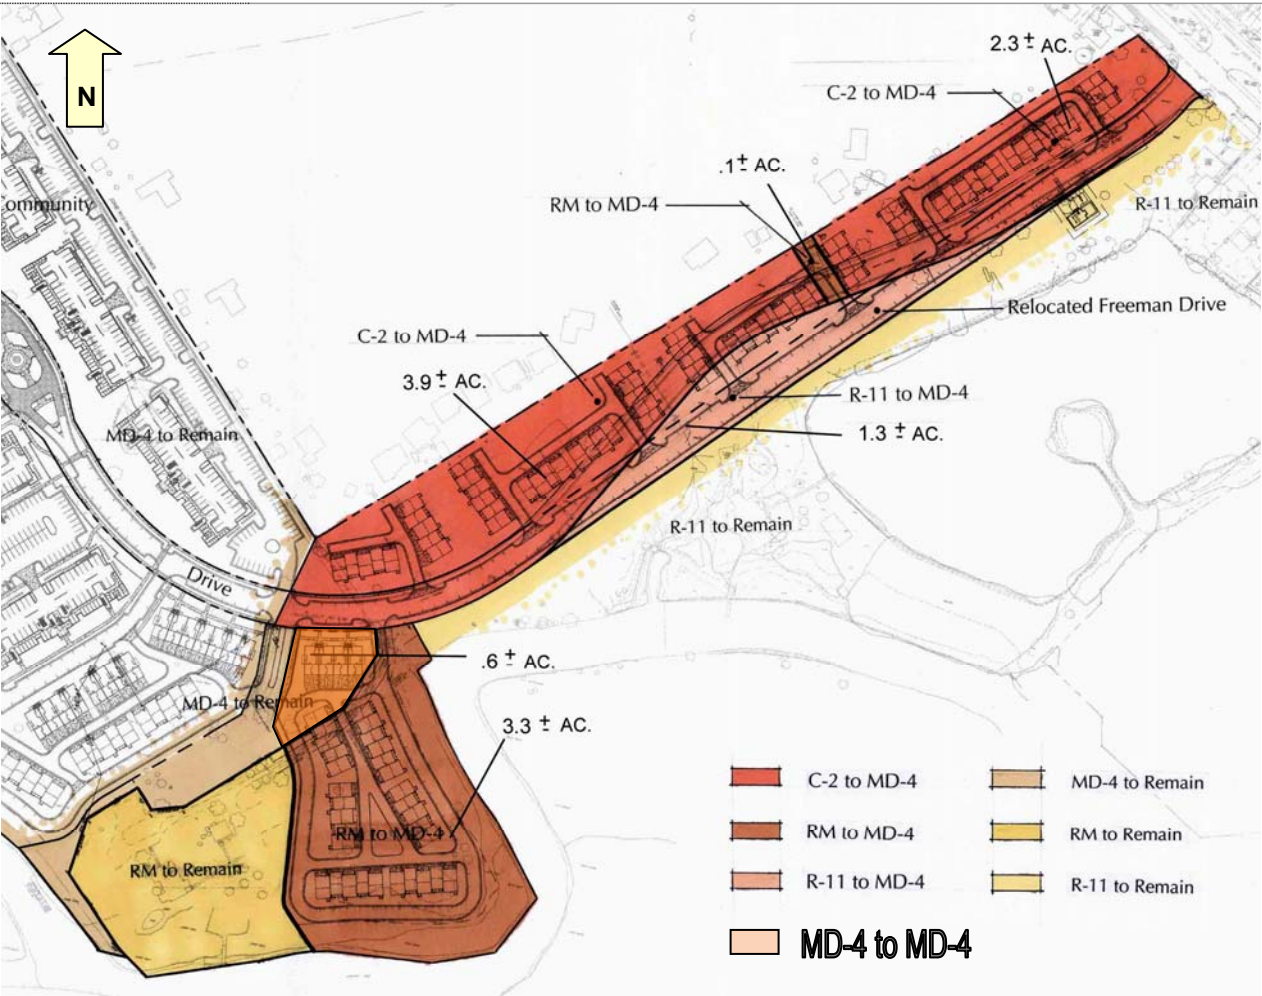 N
2.3 ± AC.
C-2 to MD-4
.1 ± AC.
RM to MD-4
R-11 to Remain
ommunity
Relocated Freeman Drive
C-2 to MD-4
3.9 ± AC.
R-11 to MD-4
1.3 ± AC.
MD-4 to Remain
R-11 to Remain
Drive
.6 ± AC.
MD-4 to Remain
3.3 ± AC.
RM to MD-4
RM to Remain
C-2 to MD-4
MD-4 to Remain
RM to MD-4
RM to Remain
R-11 to MD-4
R-11 to Remain
MD-4 to MD-4